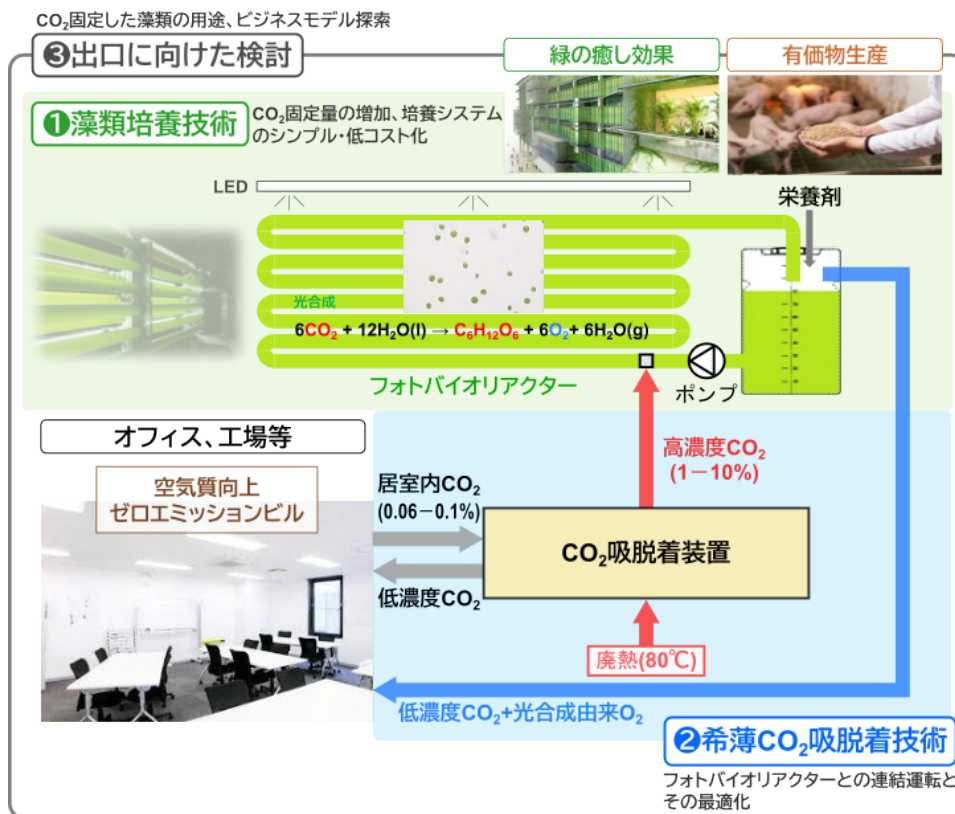 CO₂固定した藻類の用途、ビジネスモデル探索
❸出口に向けた検討
緑の癒し効果
有価物生産
❶藻類培養技術
CO₂固定量の増加、培養システム
のシンプル・低コスト化
LED
栄養剤
光合成
6CO₂ + 12H₂O(l) → C₆H₁₂O₆ + 6O₂+ 6H₂O(g)
フォトバイオリアクター
ポンプ
オフィス、工場等
空気質向上
ゼロエミッションビル
居室内CO₂
(0.06－0.1%)
低濃度CO₂
高濃度CO₂
(1－10%)
CO₂吸脱着装置
廃熱(80℃)
低濃度CO₂+光合成由来O₂
❷希薄CO₂吸脱着技術
フォトバイオリアクターとの連結運転と
その最適化